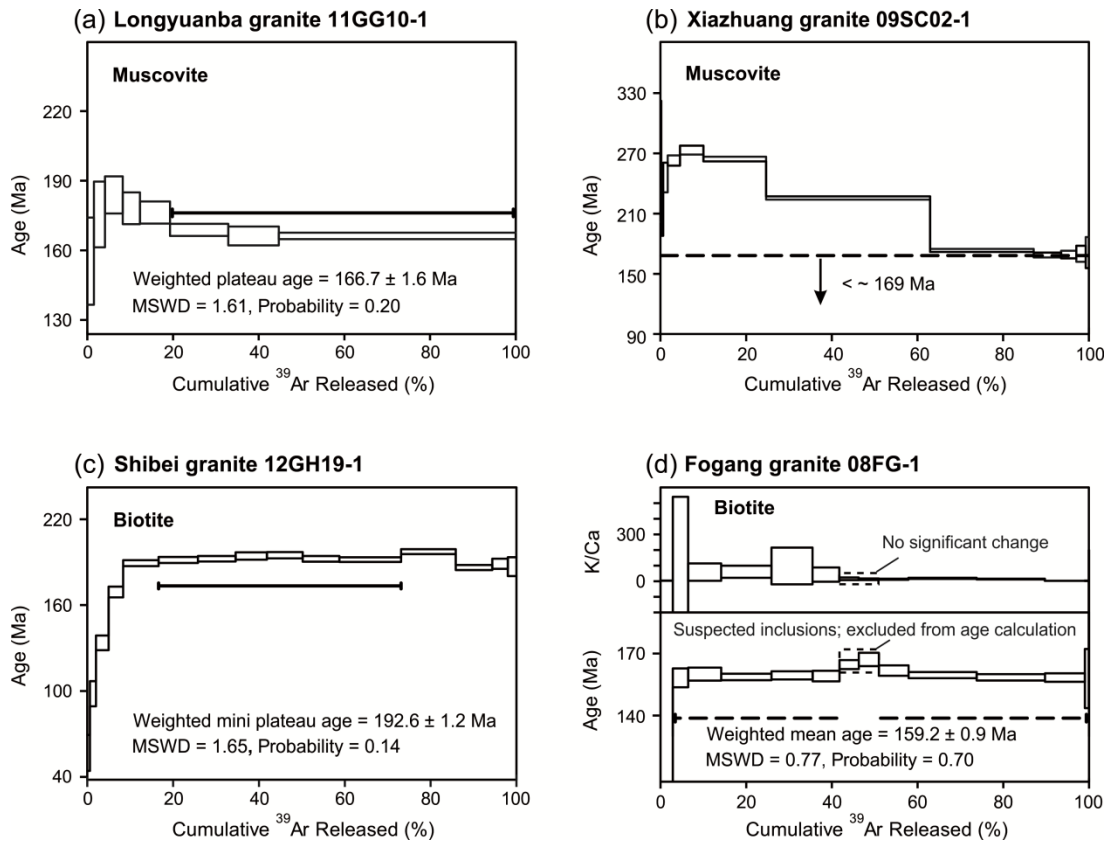 (a) Longyuanba granite 11GG10-1
Muscovite
220
190
160
130
Age (Ma)
Weighted plateau age = 166.7 ± 1.6 Ma
MSWD = 1.61, Probability = 0.20
0 20 40 60 80 100
Cumulative ³⁹Ar Released (%)
(b) Xiazhuang granite 09SC02-1
Muscovite
330
270
210
150
90
Age (Ma)
< ~ 169 Ma
0 20 40 60 80 100
Cumulative ³⁹Ar Released (%)
(c) Shibei granite 12GH19-1
Biotite
220
160
100
40
Age (Ma)
Weighted mini plateau age = 192.6 ± 1.2 Ma
MSWD = 1.65, Probability = 0.14
0 20 40 60 80 100
Cumulative ³⁹Ar Released (%)
(d) Fogang granite 08FG-1
Biotite
300
0
K/Ca
No significant change
Suspected inclusions; excluded from age calculation
170
140
Age (Ma)
Weighted mean age = 159.2 ± 0.9 Ma
MSWD = 0.77, Probability = 0.70
0 20 40 60 80 100
Cumulative ³⁹Ar Released (%)